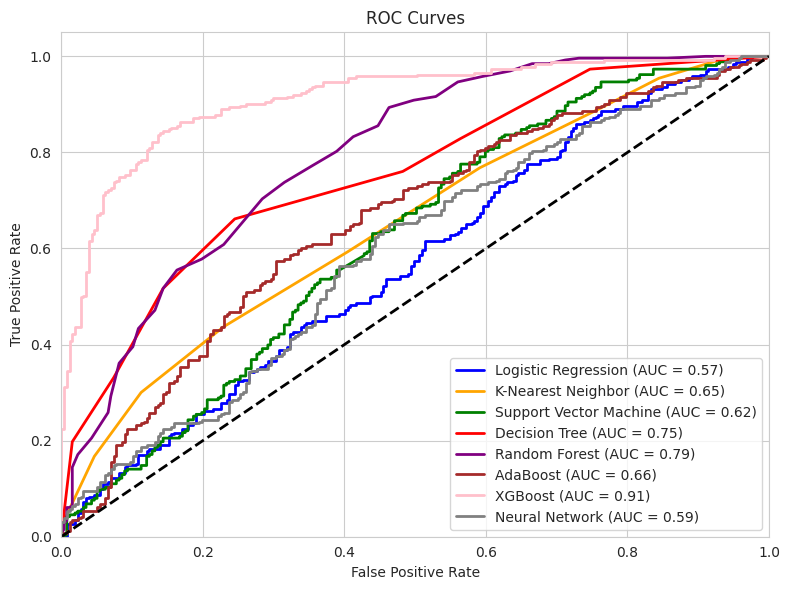 ROC Curves
True Positive Rate
1.0
0.8
0.6
0.4
0.2
0.0
Logistic Regression (AUC = 0.57)
K-Nearest Neighbor (AUC = 0.65)
Support Vector Machine (AUC = 0.62)
Decision Tree (AUC = 0.75)
Random Forest (AUC = 0.79)
AdaBoost (AUC = 0.66)
XGBoost (AUC = 0.91)
Neural Network (AUC = 0.59)
0.0 0.2 0.4 0.6 0.8 1.0
False Positive Rate